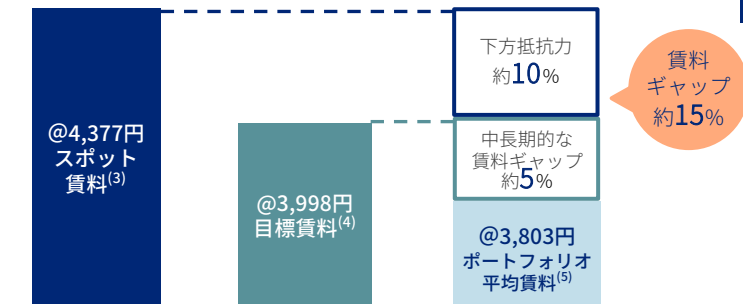 @4,377円
スポット
賃料(3)
@3,998円
目標賃料(4)
下方抵抗力
約10%
中長期的な
賃料ギャップ
約5%
@3,803円
ポートフォリオ
平均賃料(5)
賃料
ギャップ
約15%